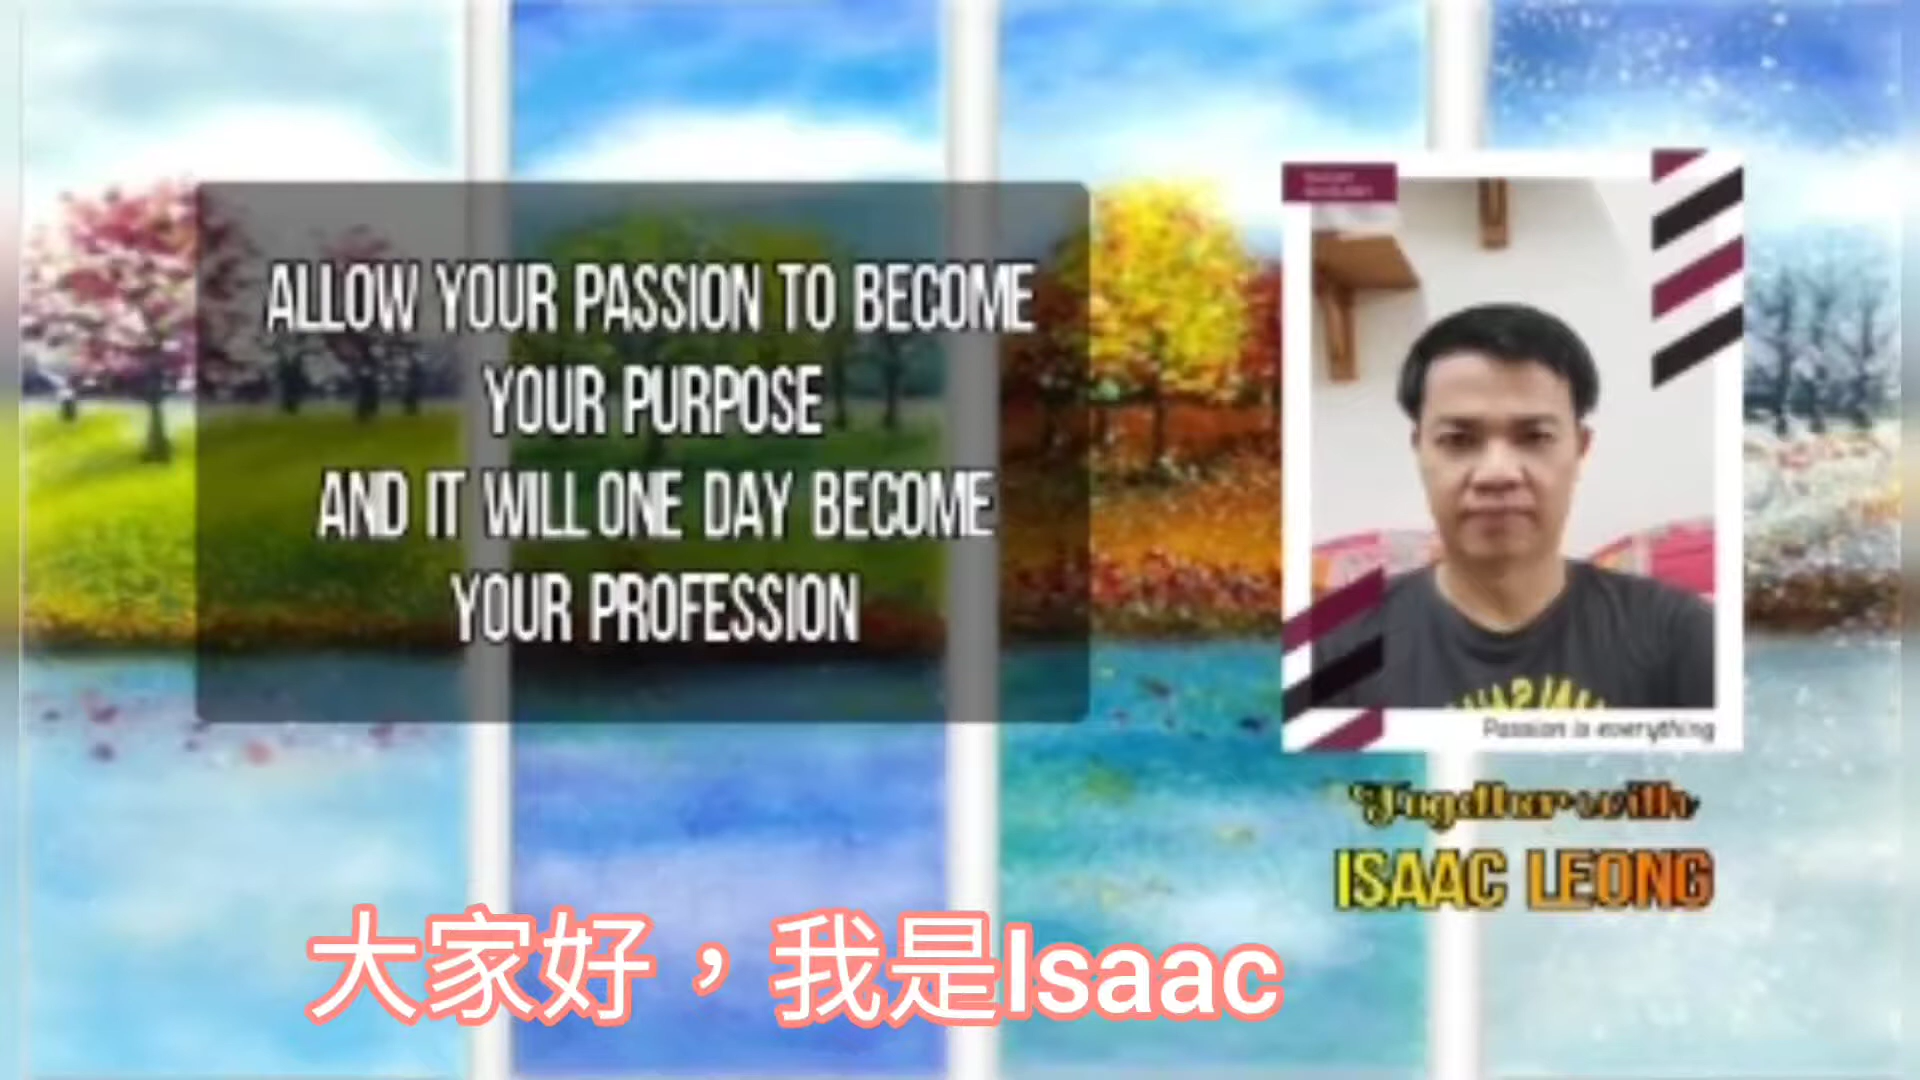 ALLOW YOUR PASSION TO BECOME
YOUR PURPOSE
AND IT WILL ONE DAY BECOME
YOUR PROFESSION
Passion is everything
with
ISAAC LEONG
大家好，我是Isaac